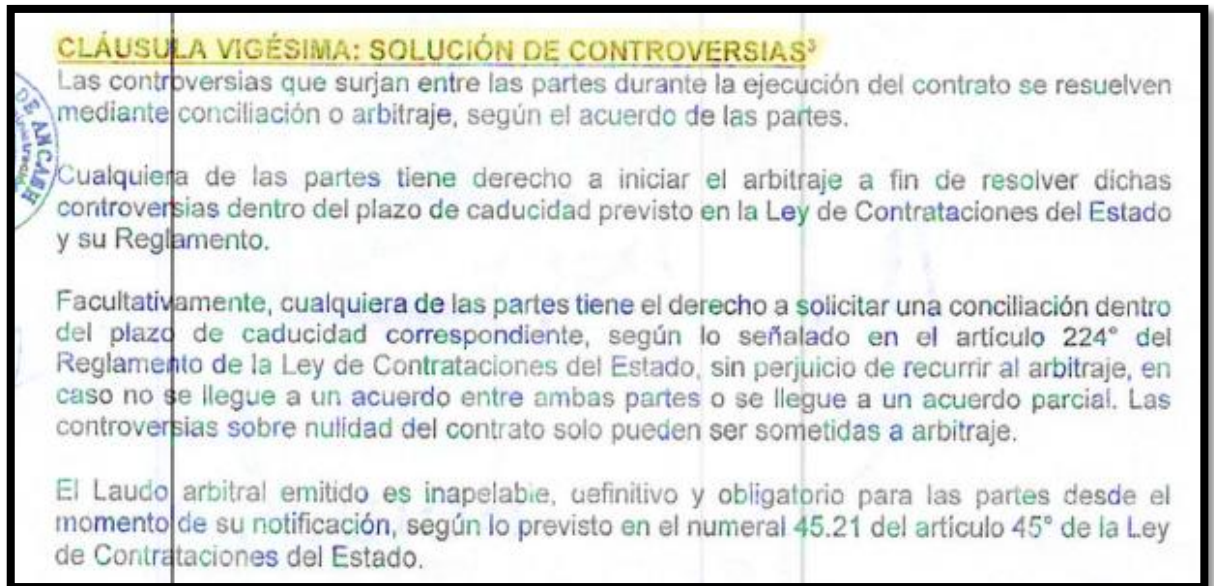 CLÁUSULA VIGÉSIMA: SOLUCIÓN DE CONTROVERSIAS³
Las controversias que surjan entre las partes durante la ejecución del contrato se resuelven
mediante conciliación o arbitraje, según el acuerdo de las partes.
Cualquiera de las partes tiene derecho a iniciar el arbitraje a fin de resolver dichas
controversias dentro del plazo de caducidad previsto en la Ley de Contrataciones del Estado
y su Reglamento.
Facultativamente, cualquiera de las partes tiene el derecho a solicitar una conciliación dentro
del plazo de caducidad correspondiente, según lo señalado en el artículo 224° del
Reglamento de la Ley de Contrataciones del Estado, sin perjuicio de recurrir al arbitraje, en
caso no se llegue a un acuerdo entre ambas partes o se llegue a un acuerdo parcial. Las
controversias sobre nulidad del contrato solo pueden ser sometidas a arbitraje.
El Laudo arbitral emitido es inapelable, definitivo y obligatorio para las partes desde el
momento de su notificación, según lo previsto en el numeral 45.21 del artículo 45° de la Ley
de Contrataciones del Estado.
DE ANCASH